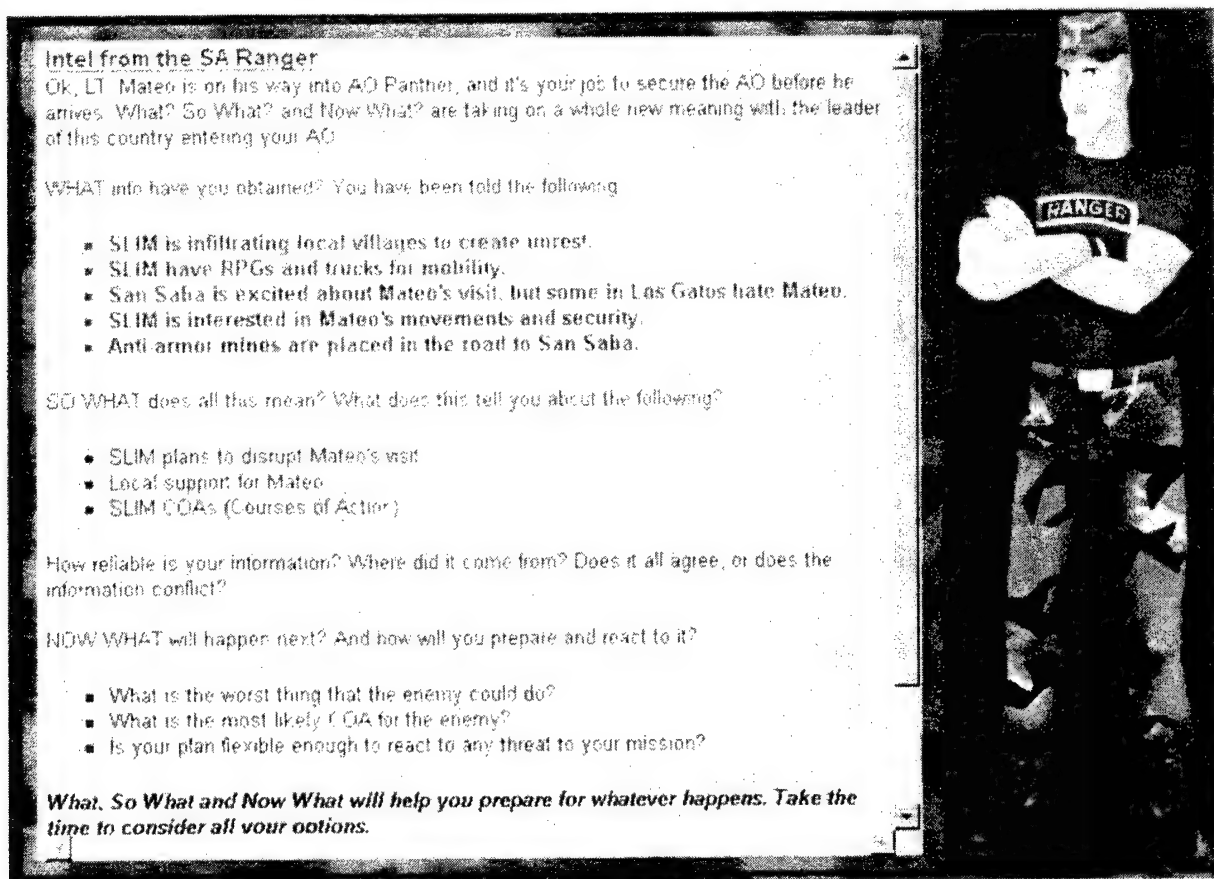 Intel from the SA Ranger
Ok, LT. Mateo is on his way into AO Panther, and it's your job to secure the AO before he
arrives. What? So What? and Now What? are taking on a whole new meaning with the leader
of this country entering your AO.
WHAT info have you obtained? You have been told the following
SLIM is infiltrating local villages to create unrest.
SLIM have RPGs and trucks for mobility.
San Saba is excited about Mateo's visit, but some in Los Gatos hate Mateo.
SLIM is interested in Mateo's movements and security.
Anti-armor mines are placed in the road to San Saba.
SO WHAT does all this mean? What does this tell you about the following?
SLIM plans to disrupt Mateo's visit
Local support for Mateo
SLIM COAs (Courses of Action)
How reliable is your information? Where did it come from? Does it all agree, or does the
information conflict?
NOW WHAT will happen next? And how will you prepare and react to it?
What is the worst thing that the enemy could do?
What is the most likely COA for the enemy?
Is your plan flexible enough to react to any threat to your mission?
What, So What and Now What will help you prepare for whatever happens. Take the
time to consider all your options.
RANGER